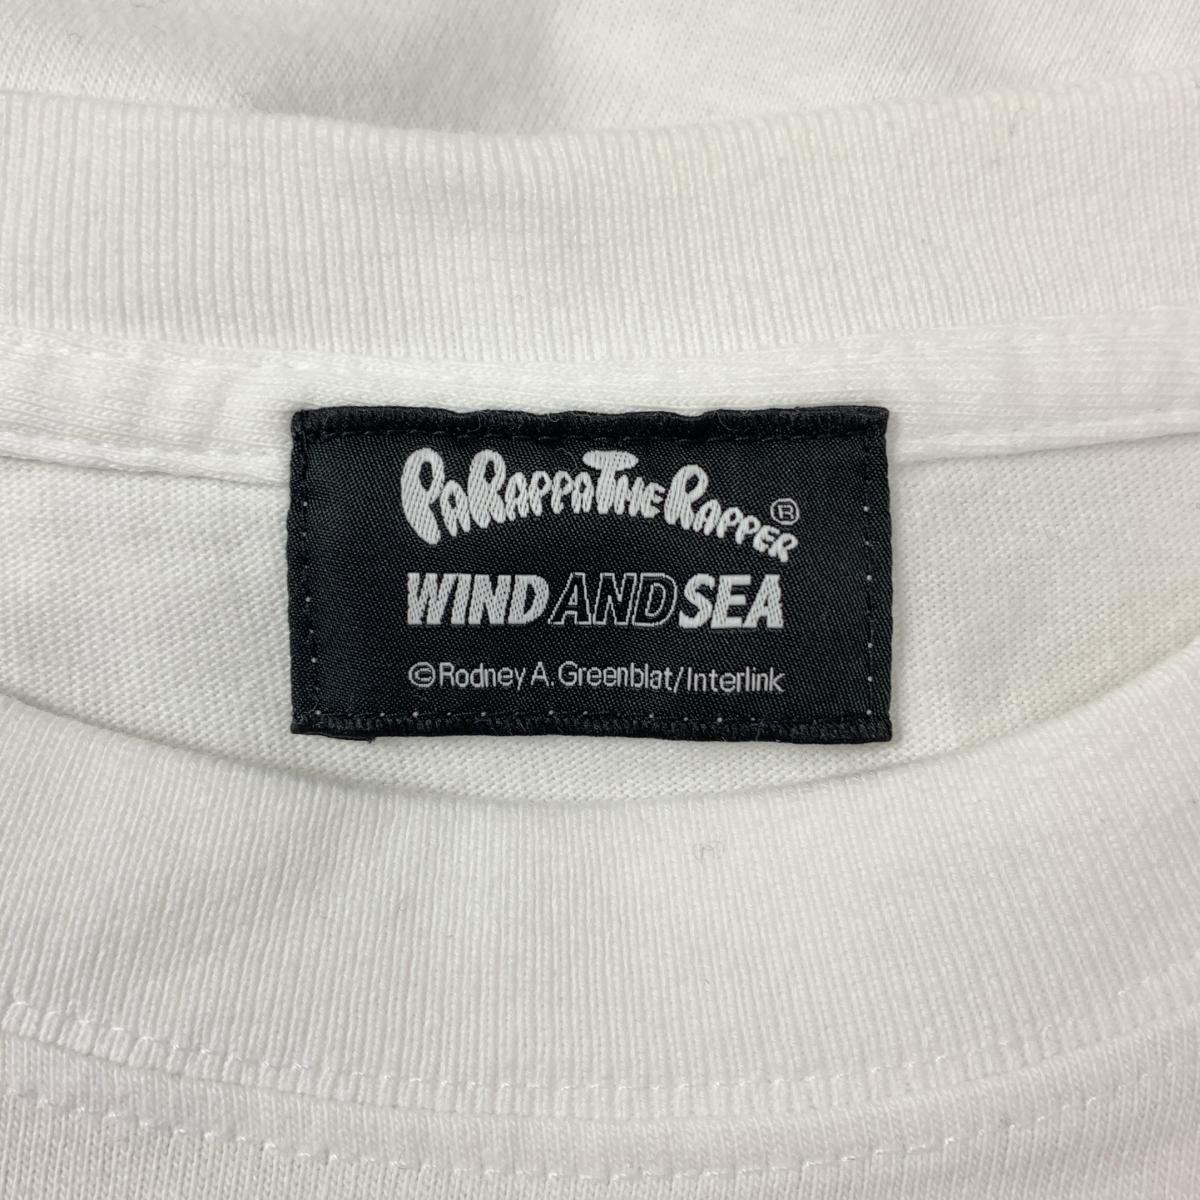 PARAPPA THE RAPPER®
WIND AND SEA
©Rodney A. Greenblat/Interlink